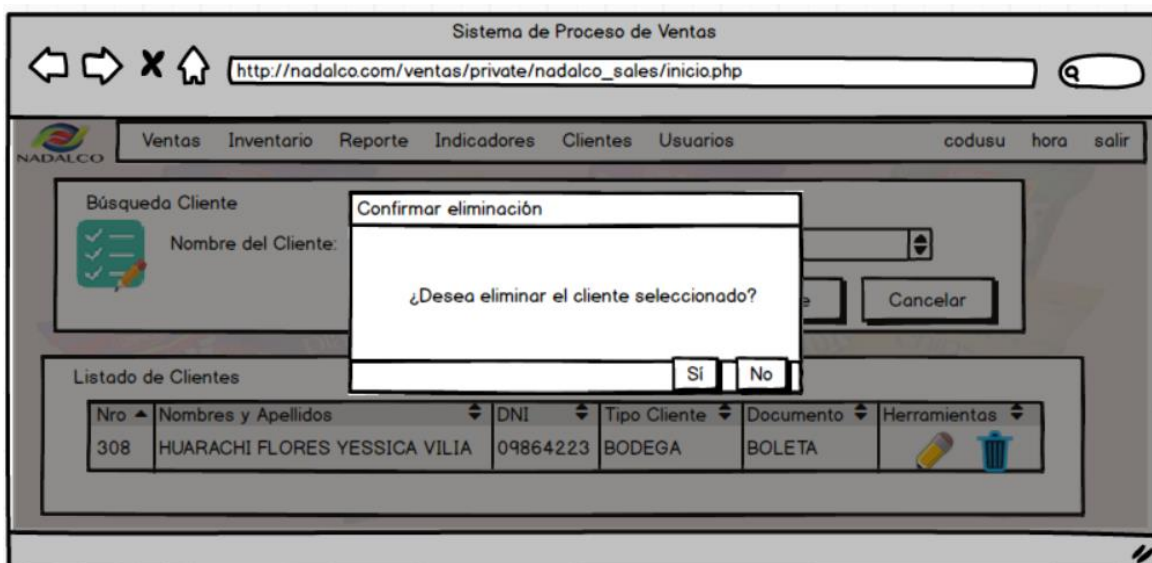 Sistema de Proceso de Ventas
http://nadalco.com/ventas/private/nadalco_sales/inicio.php
NADALCO
Ventas Inventario Reporte Indicadores Clientes Usuarios codusu hora salir
Búsqueda Cliente
Confirmar eliminación
Nombre del Cliente:
¿Desea eliminar el cliente seleccionado?
Cancelar
Sí No
Listado de Clientes
Nro Nombres y Apellidos DNI Tipo Cliente Documento Herramientas
308 HUARACHI FLORES YESSICA VILIA 09864223 BODEGA BOLETA